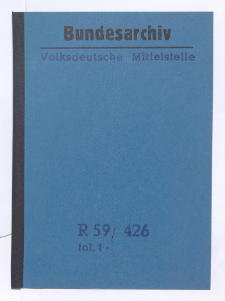 Bundesarchiv
Volksdeutsche Mittelstelle
R 59/ 426
fol. 1 -